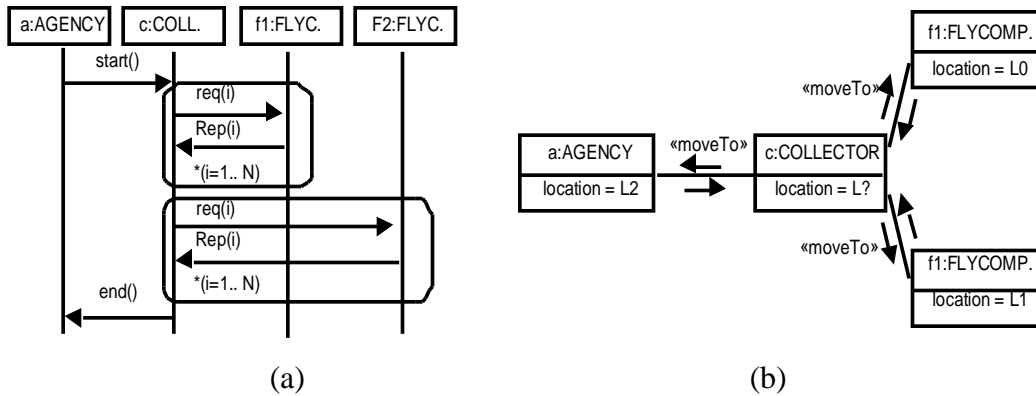 a:AGENCY
c:COLL.
f1:FLYC.
F2:FLYC.
start()
req(i)
Rep(i)
*(i=1.. N)
req(i)
Rep(i)
*(i=1.. N)
end()
(a)
f1:FLYCOMP.
location = L0
«moveTo»
a:AGENCY
location = L2
«moveTo»
c:COLLECTOR
location = L?
«moveTo»
f1:FLYCOMP.
location = L1
(b)